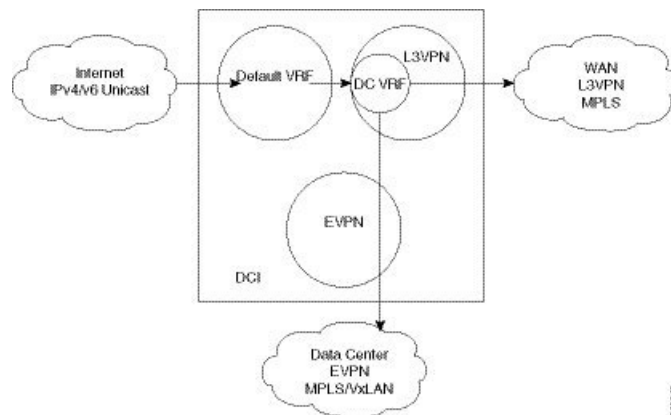 Internet
IPv4/v6 Unicast
Default VRF
L3VPN
DC VRF
WAN
L3VPN
MPLS
EVPN
DCI
Data Center
EVPN
MPLS/VxLAN